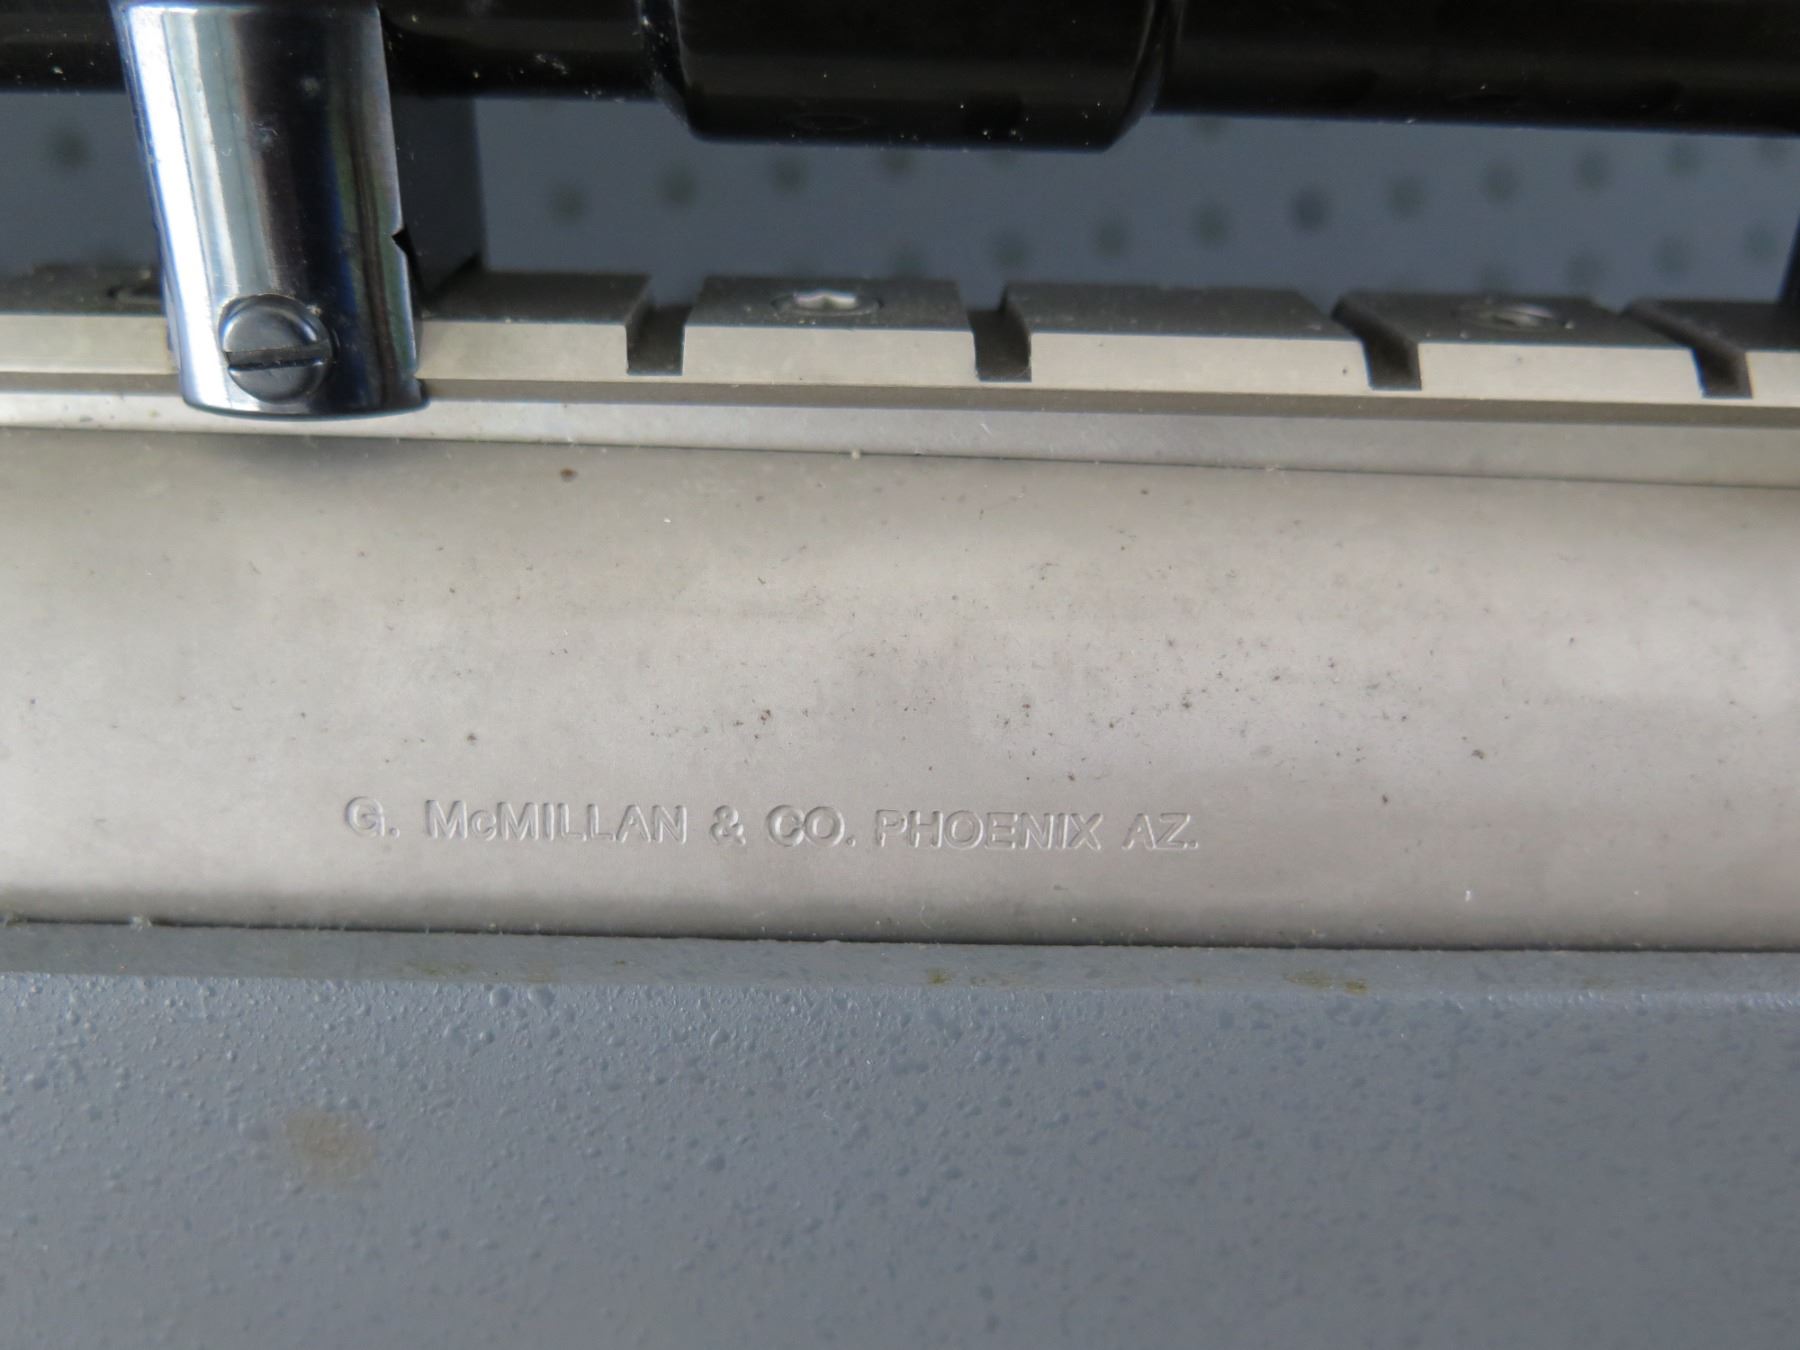 G. McMILLAN & CO. PHOENIX AZ.